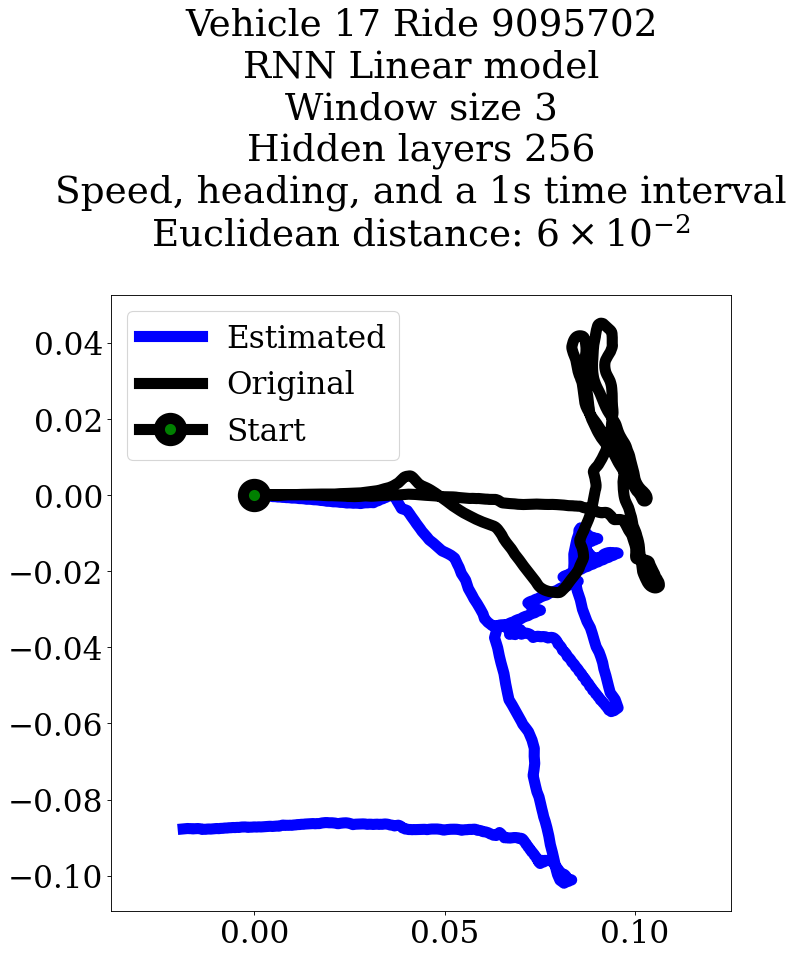 Vehicle 17 Ride 9095702
RNN Linear model
Window size 3
Hidden layers 256
Speed, heading, and a 1s time interval
Euclidean distance: 6 × 10⁻²
Estimated
Original
Start
0.04
0.02
0.00
−0.02
−0.04
−0.06
−0.08
−0.10
0.00 0.05 0.10